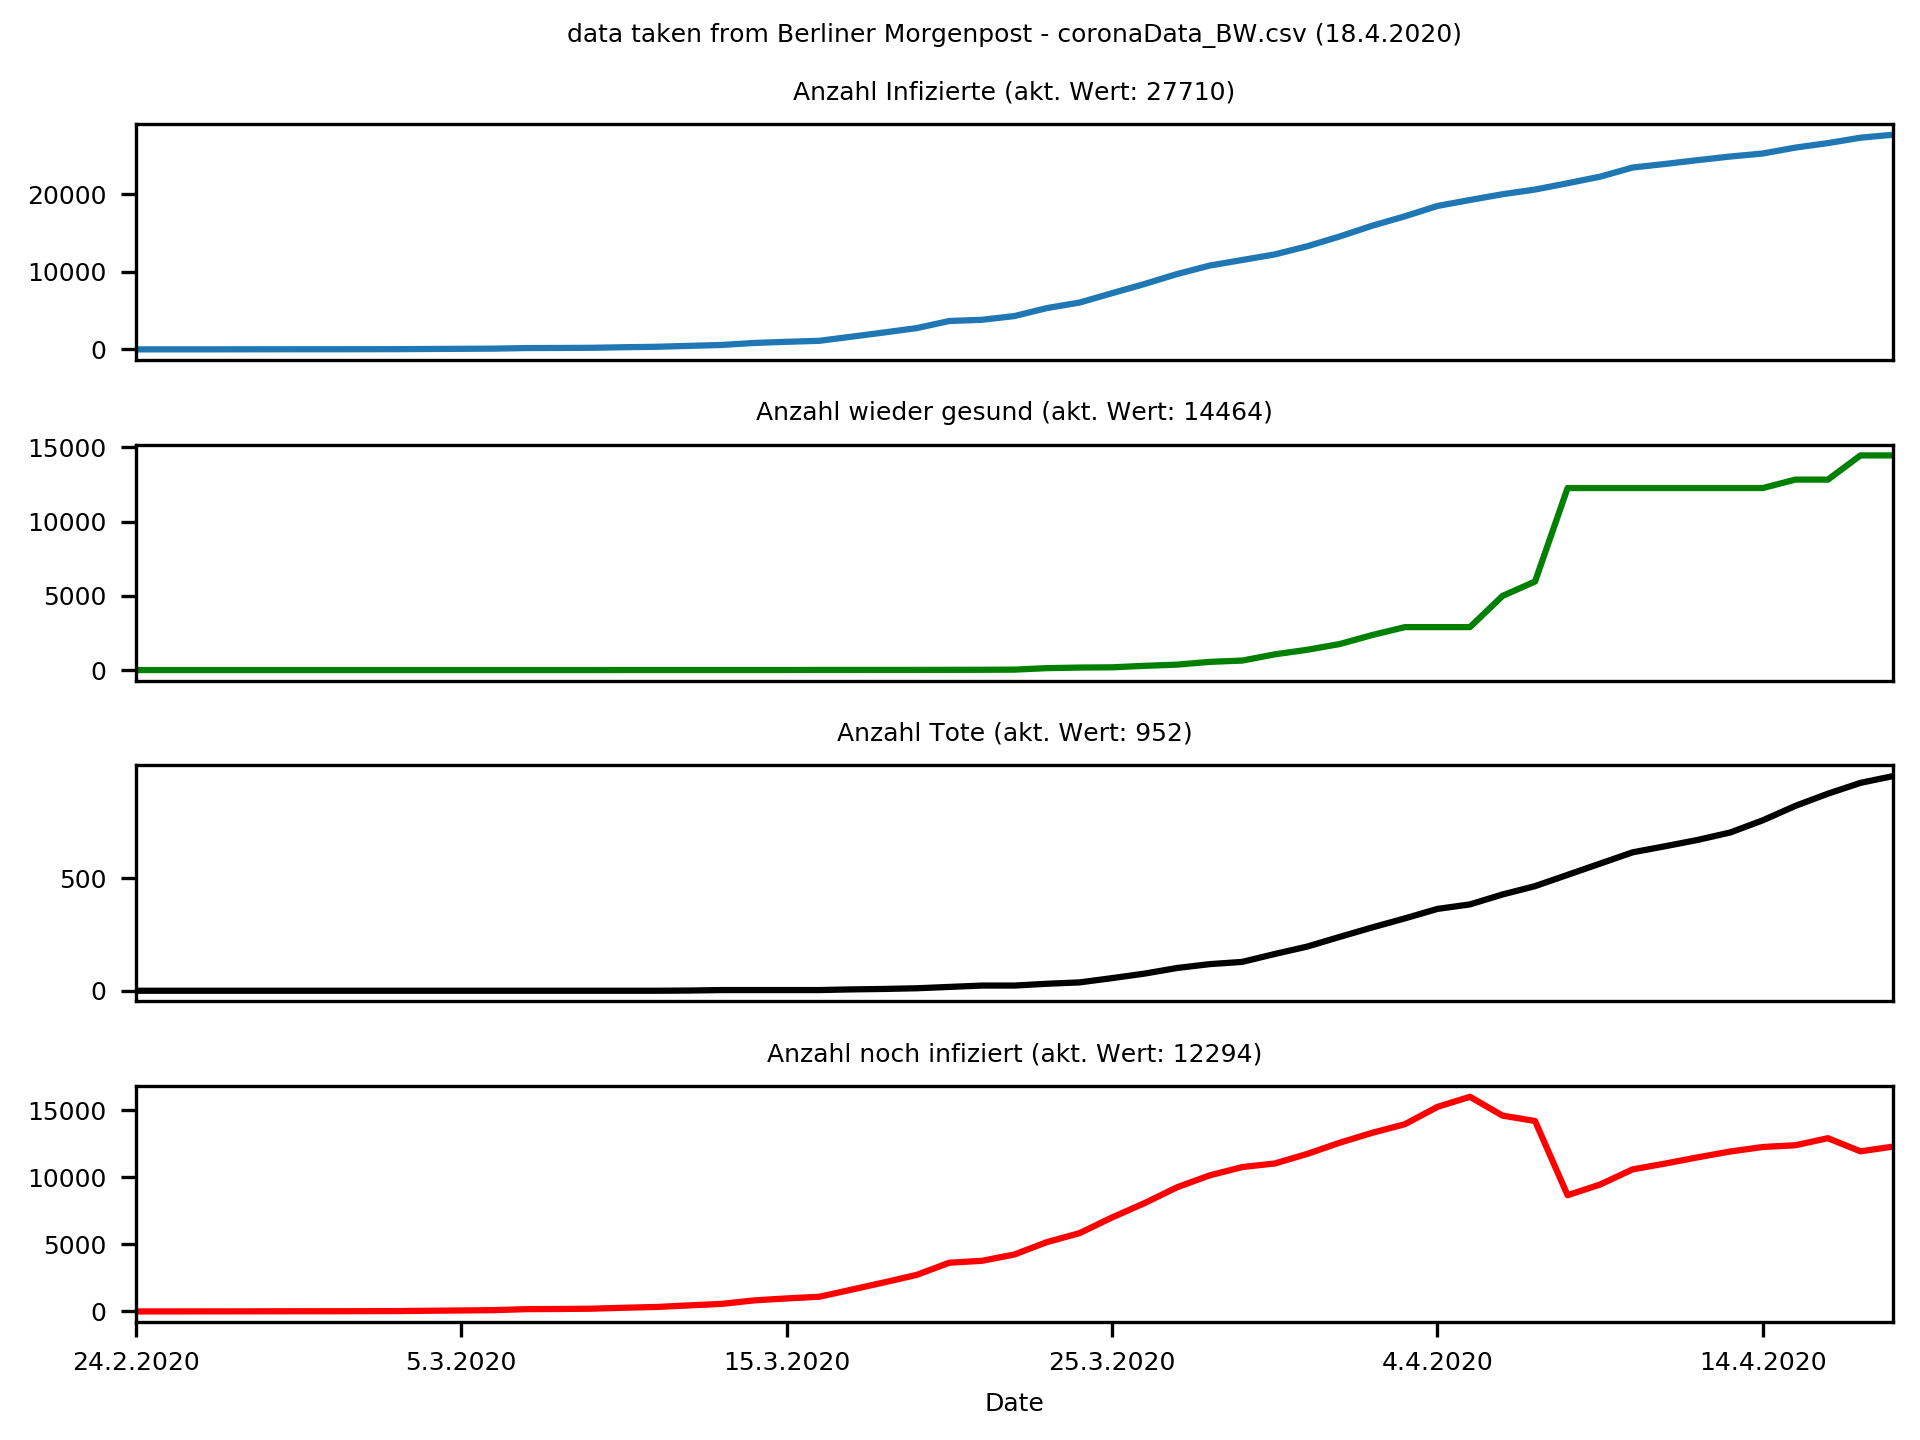 data taken from Berliner Morgenpost - coronaData_BW.csv (18.4.2020)
Anzahl Infizierte (akt. Wert: 27710)
20000
10000
0
Anzahl wieder gesund (akt. Wert: 14464)
15000
10000
5000
0
Anzahl Tote (akt. Wert: 952)
500
0
Anzahl noch infiziert (akt. Wert: 12294)
15000
10000
5000
0
24.2.2020 5.3.2020 15.3.2020 25.3.2020 4.4.2020 14.4.2020
Date